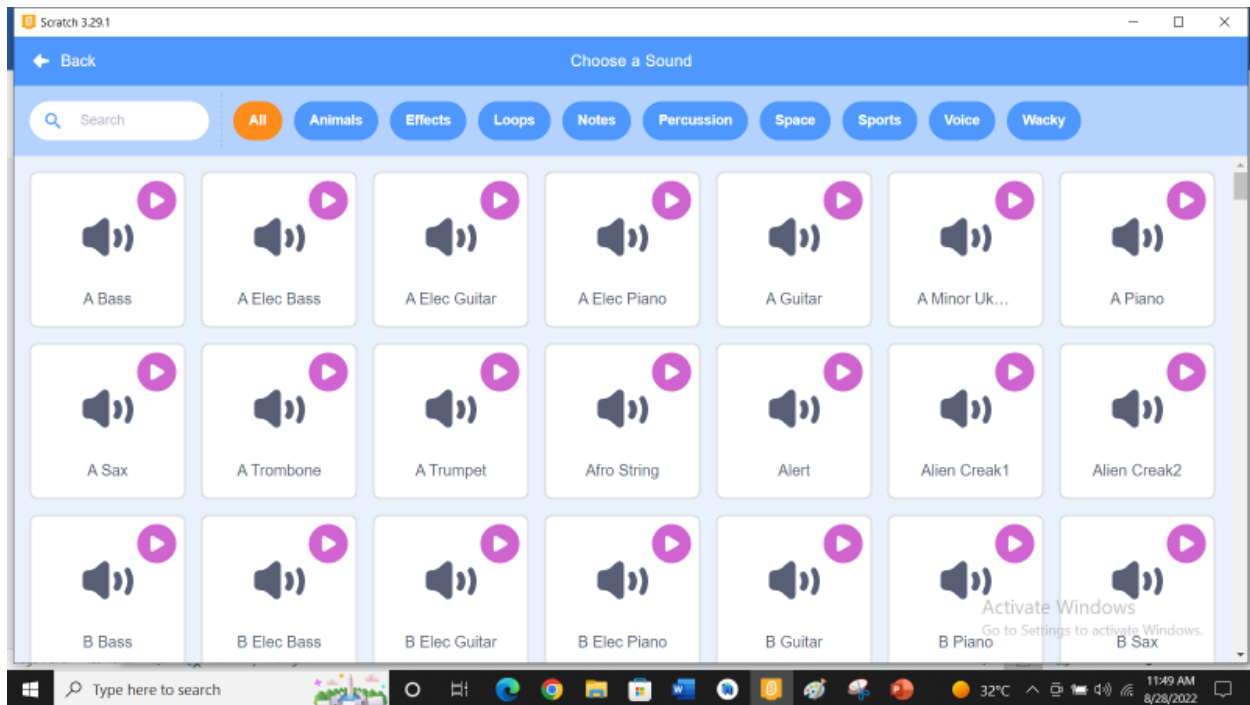 Scratch 3.29.1
Back
Choose a Sound
Search
All
Animals
Effects
Loops
Notes
Percussion
Space
Sports
Voice
Wacky
A Bass
A Elec Bass
A Elec Guitar
A Elec Piano
A Guitar
A Minor Uk...
A Piano
A Sax
A Trombone
A Trumpet
Afro String
Alert
Alien Creak1
Alien Creak2
B Bass
B Elec Bass
B Elec Guitar
B Elec Piano
B Guitar
B Piano
B Sax
Activate Windows
Go to Settings to activate Windows.
Type here to search
32°C
11:49 AM
8/28/2022